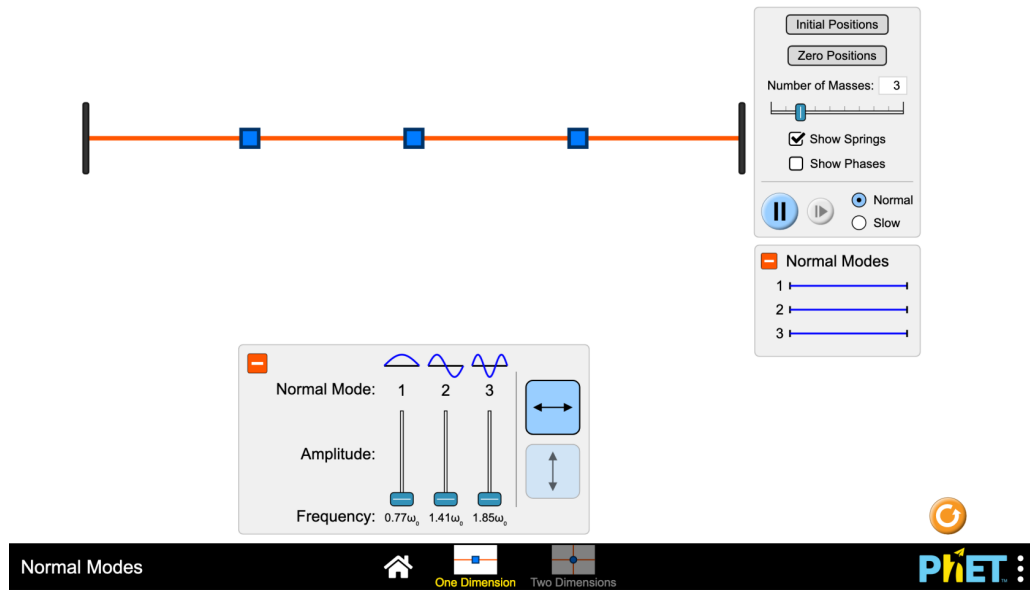 Initial Positions
Zero Positions
Number of Masses: 3
Show Springs
Show Phases
Normal
Slow
Normal Modes
1
2
3
Normal Mode: 1 2 3
Amplitude:
Frequency: 0.77ω₀ 1.41ω₀ 1.85ω₀
Normal Modes
One Dimension
Two Dimensions
PhET